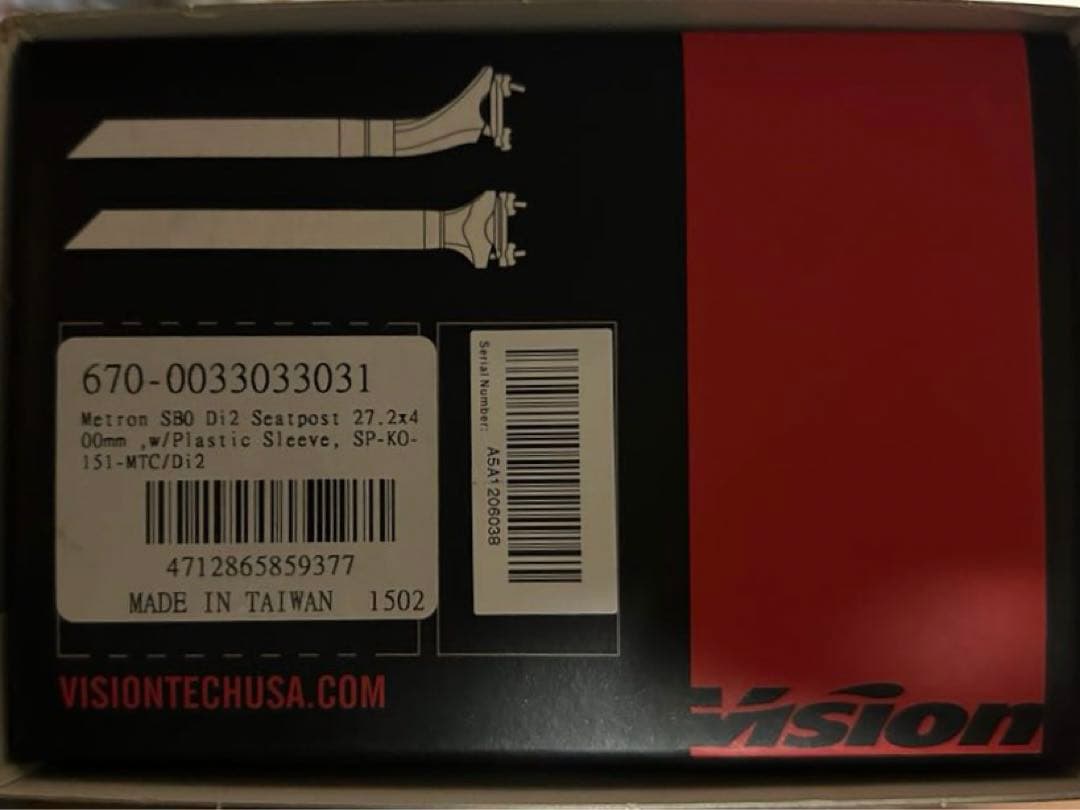 670-0033033031
Metron SB0 Di2 Seatpost 27.2x4
00mm ,w/Plastic Sleeve, SP-KO-
151-MTC/Di2
4712865859377
MADE IN TAIWAN 1502
Serial Number: A5A1206038
VISIONTECHUSA.COM
Vision